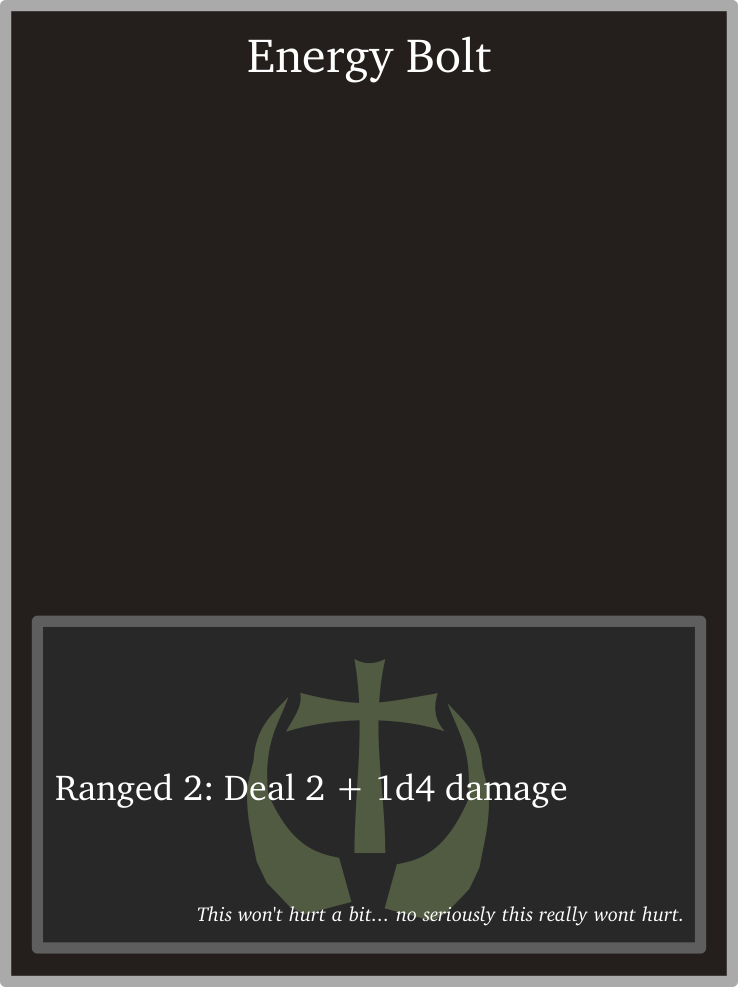 Energy Bolt
Ranged 2: Deal 2 + 1d4 damage
This won't hurt a bit... no seriously this really wont hurt.